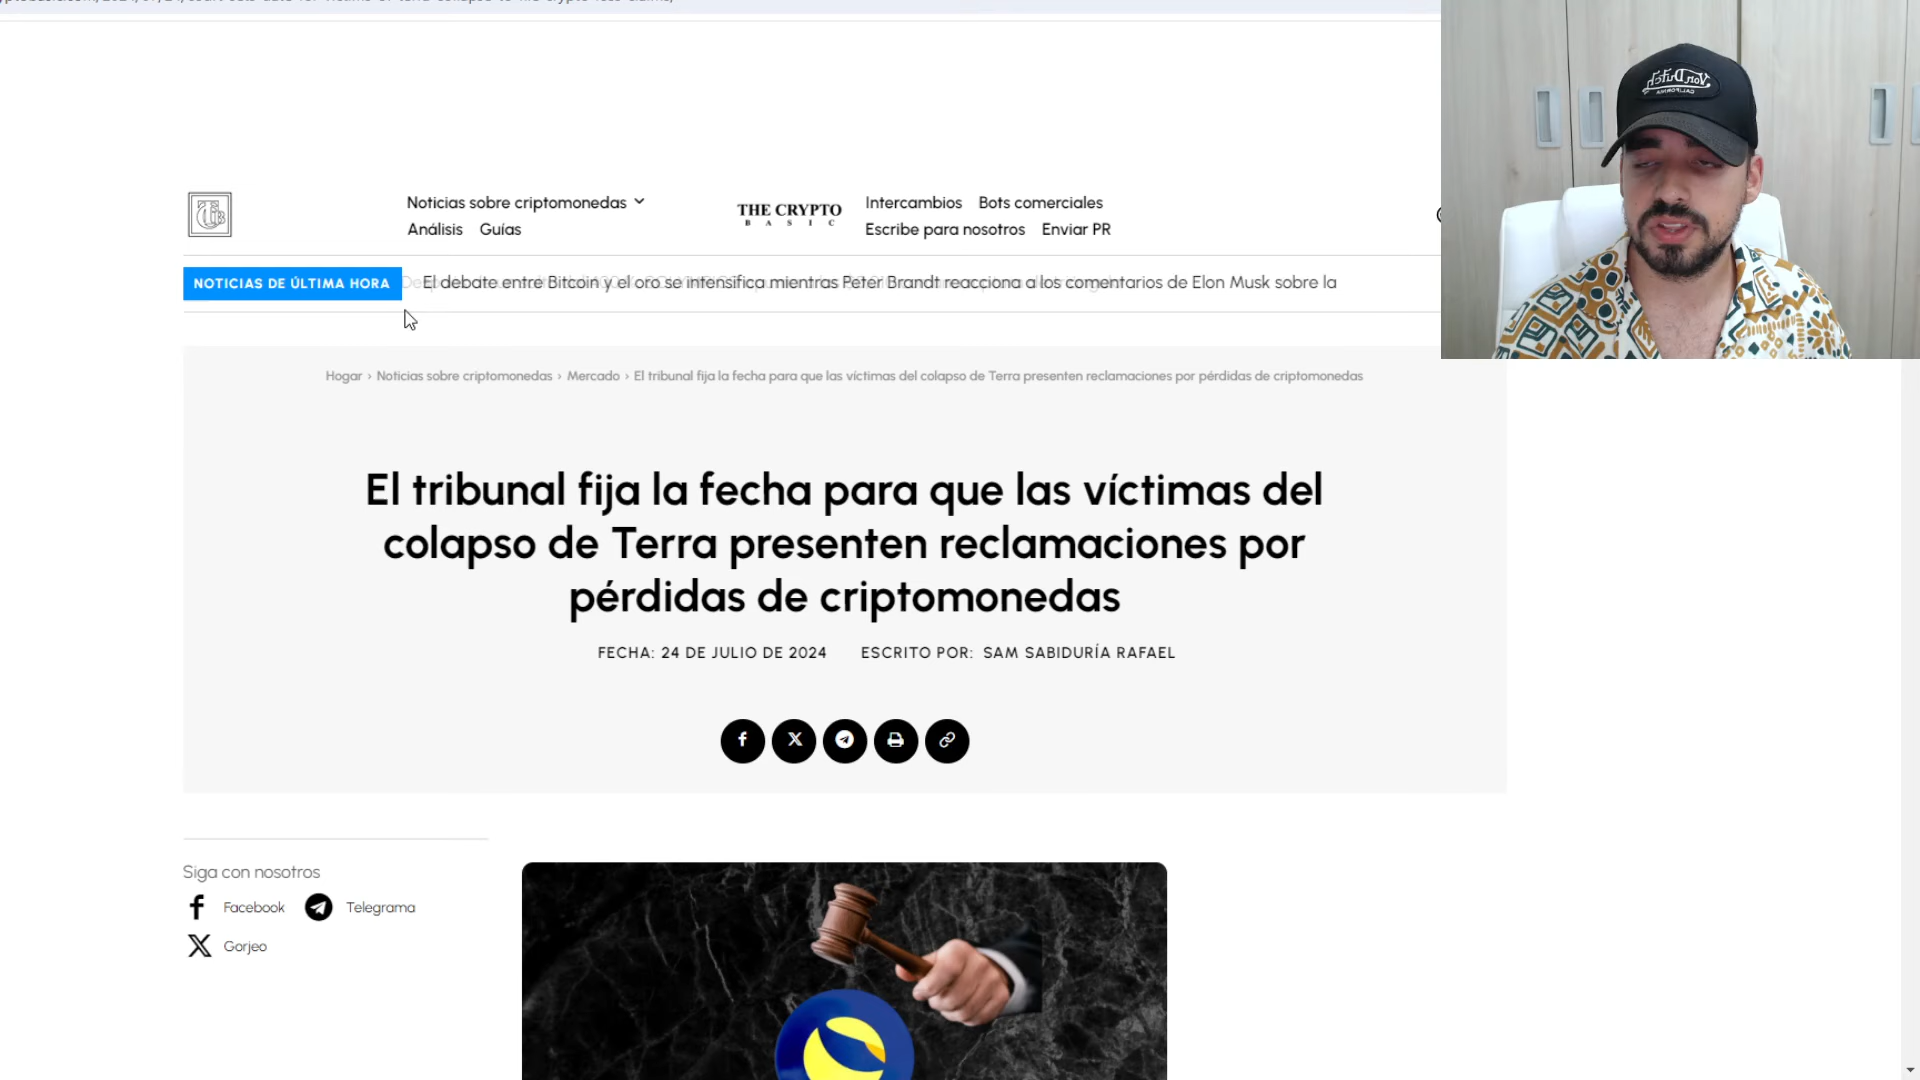 Noticias sobre criptomonedas
Análisis Guías
THE CRYPTO
BASIC
Intercambios Bots comerciales
Escribe para nosotros Enviar PR
NOTICIAS DE ÚLTIMA HORA
El debate entre Bitcoin y el oro se intensifica mientras Peter Brandt reacciona a los comentarios de Elon Musk sobre la
Hogar › Noticias sobre criptomonedas › Mercado › El tribunal fija la fecha para que las víctimas del colapso de Terra presenten reclamaciones por pérdidas de criptomonedas
El tribunal fija la fecha para que las víctimas del
colapso de Terra presenten reclamaciones por
pérdidas de criptomonedas
FECHA: 24 DE JULIO DE 2024 ESCRITO POR: SAM SABIDURÍA RAFAEL
Siga con nosotros
Facebook Telegrama
Gorjeo
Von Dutch
CALIFORNIA